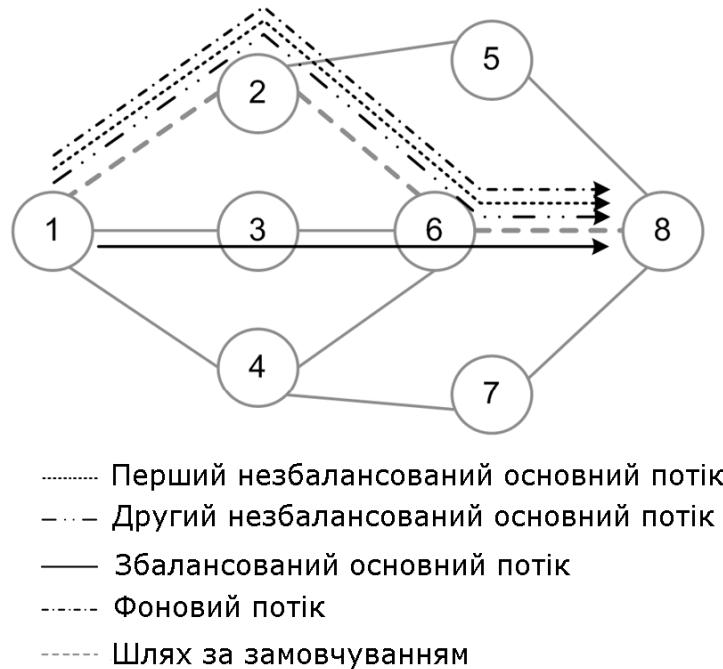 5
2
1
3
6
8
4
7
Перший незбалансований основний потік
Другий незбалансований основний потік
Збалансований основний потік
Фоновий потік
Шлях за замовчуванням